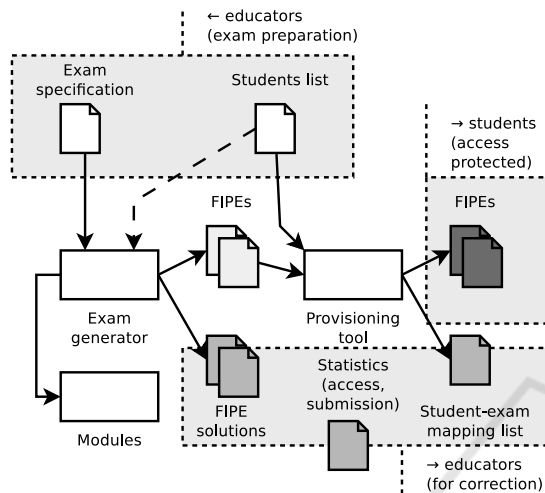 ← educators
(exam preparation)
Exam
specification
Students list
→ students
(access
protected)
FIPEs
FIPEs
Exam
generator
Provisioning
tool
Modules
FIPE
solutions
Statistics
(access,
submission)
Student-exam
mapping list
→ educators
(for correction)